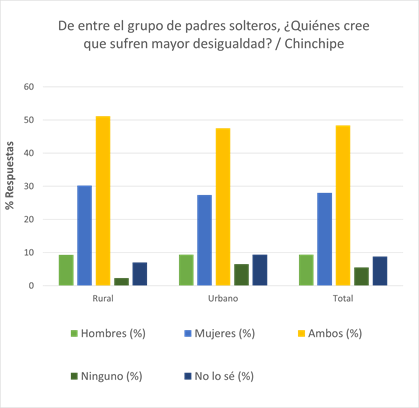 De entre el grupo de padres solteros, ¿Quiénes cree
que sufren mayor desigualdad? / Chinchipe
60
50
40
30
20
10
0
% Respuestas
Rural Urbano Total
Hombres (%) Mujeres (%) Ambos (%)
Ninguno (%) No lo sé (%)